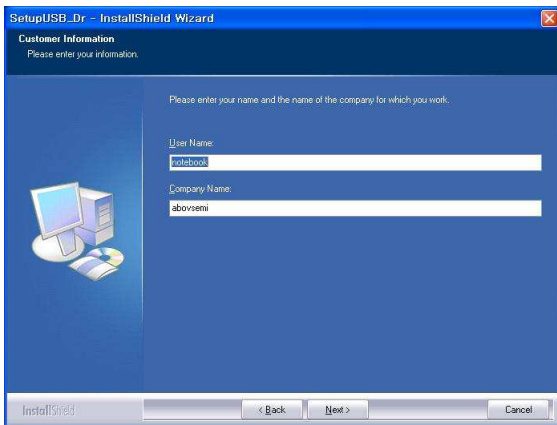 SetupUSB_Dr - InstallShield Wizard
Customer Information
Please enter your information.
Please enter your name and the name of the company for which you work.
User Name:
notebook
Company Name:
abovsemi
InstallShield
< Back
Next >
Cancel